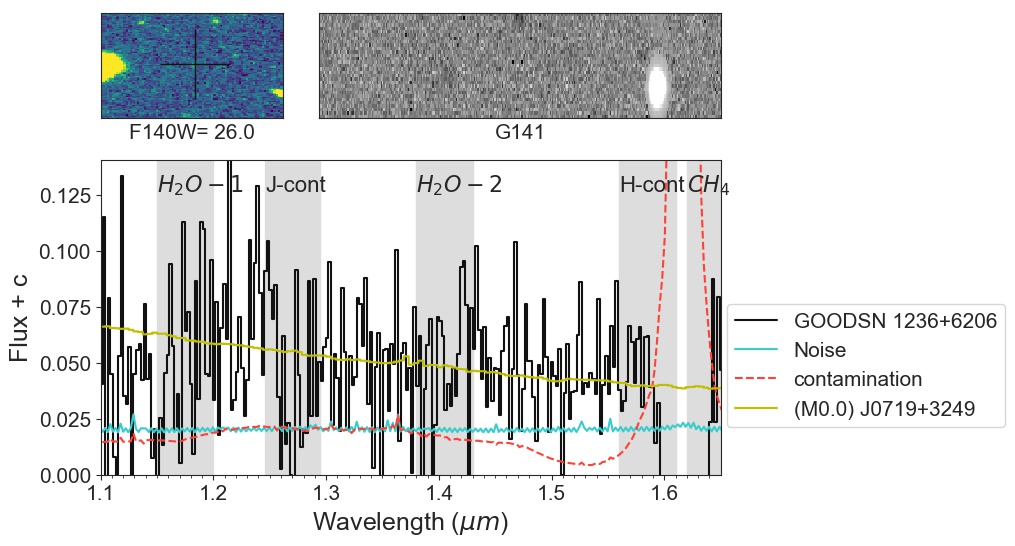 F140W= 26.0
G141
H₂O − 1
J-cont
H₂O − 2
H-cont
CH₄
0.125
0.100
0.075
0.050
0.025
0.000
Flux + c
1.1
1.2
1.3
1.4
1.5
1.6
Wavelength (μm)
GOODSN 1236+6206
Noise
contamination
(M0.0) J0719+3249